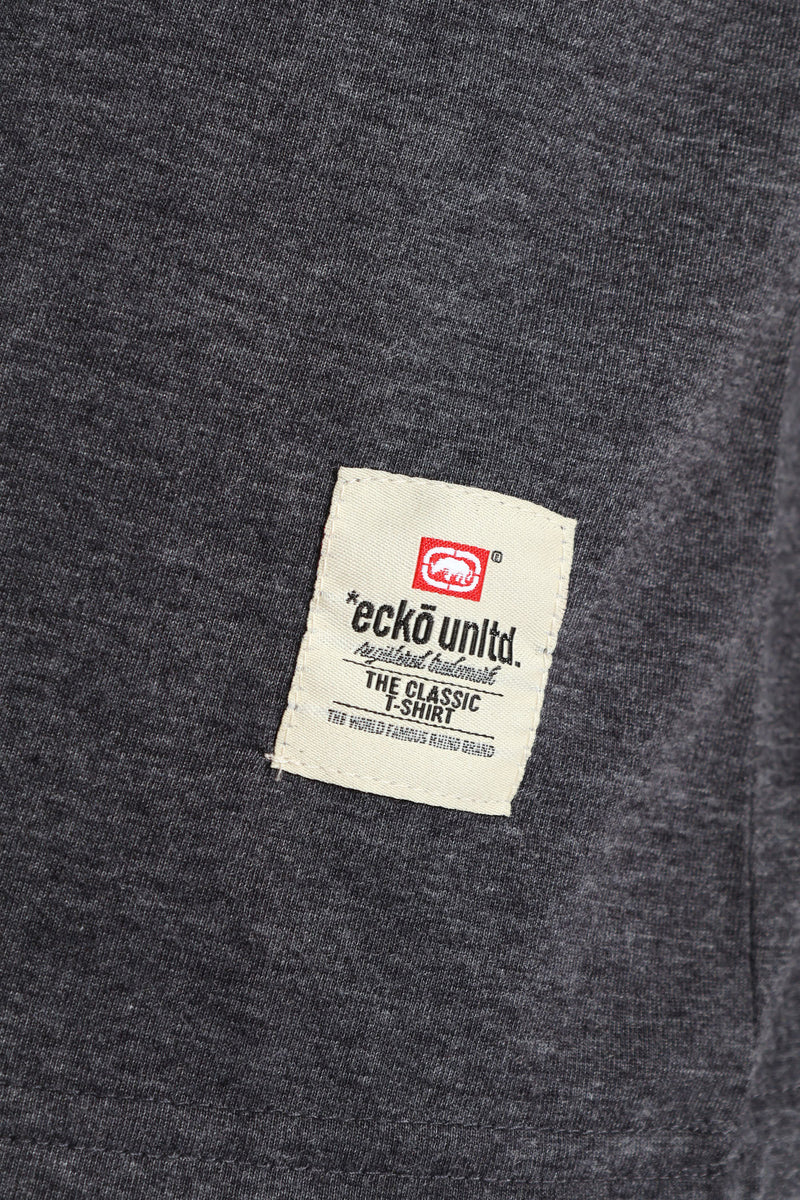 ®
*eckō unltd.
registered trademark
THE CLASSIC
T-SHIRT
THE WORLD FAMOUS RHINO BRAND